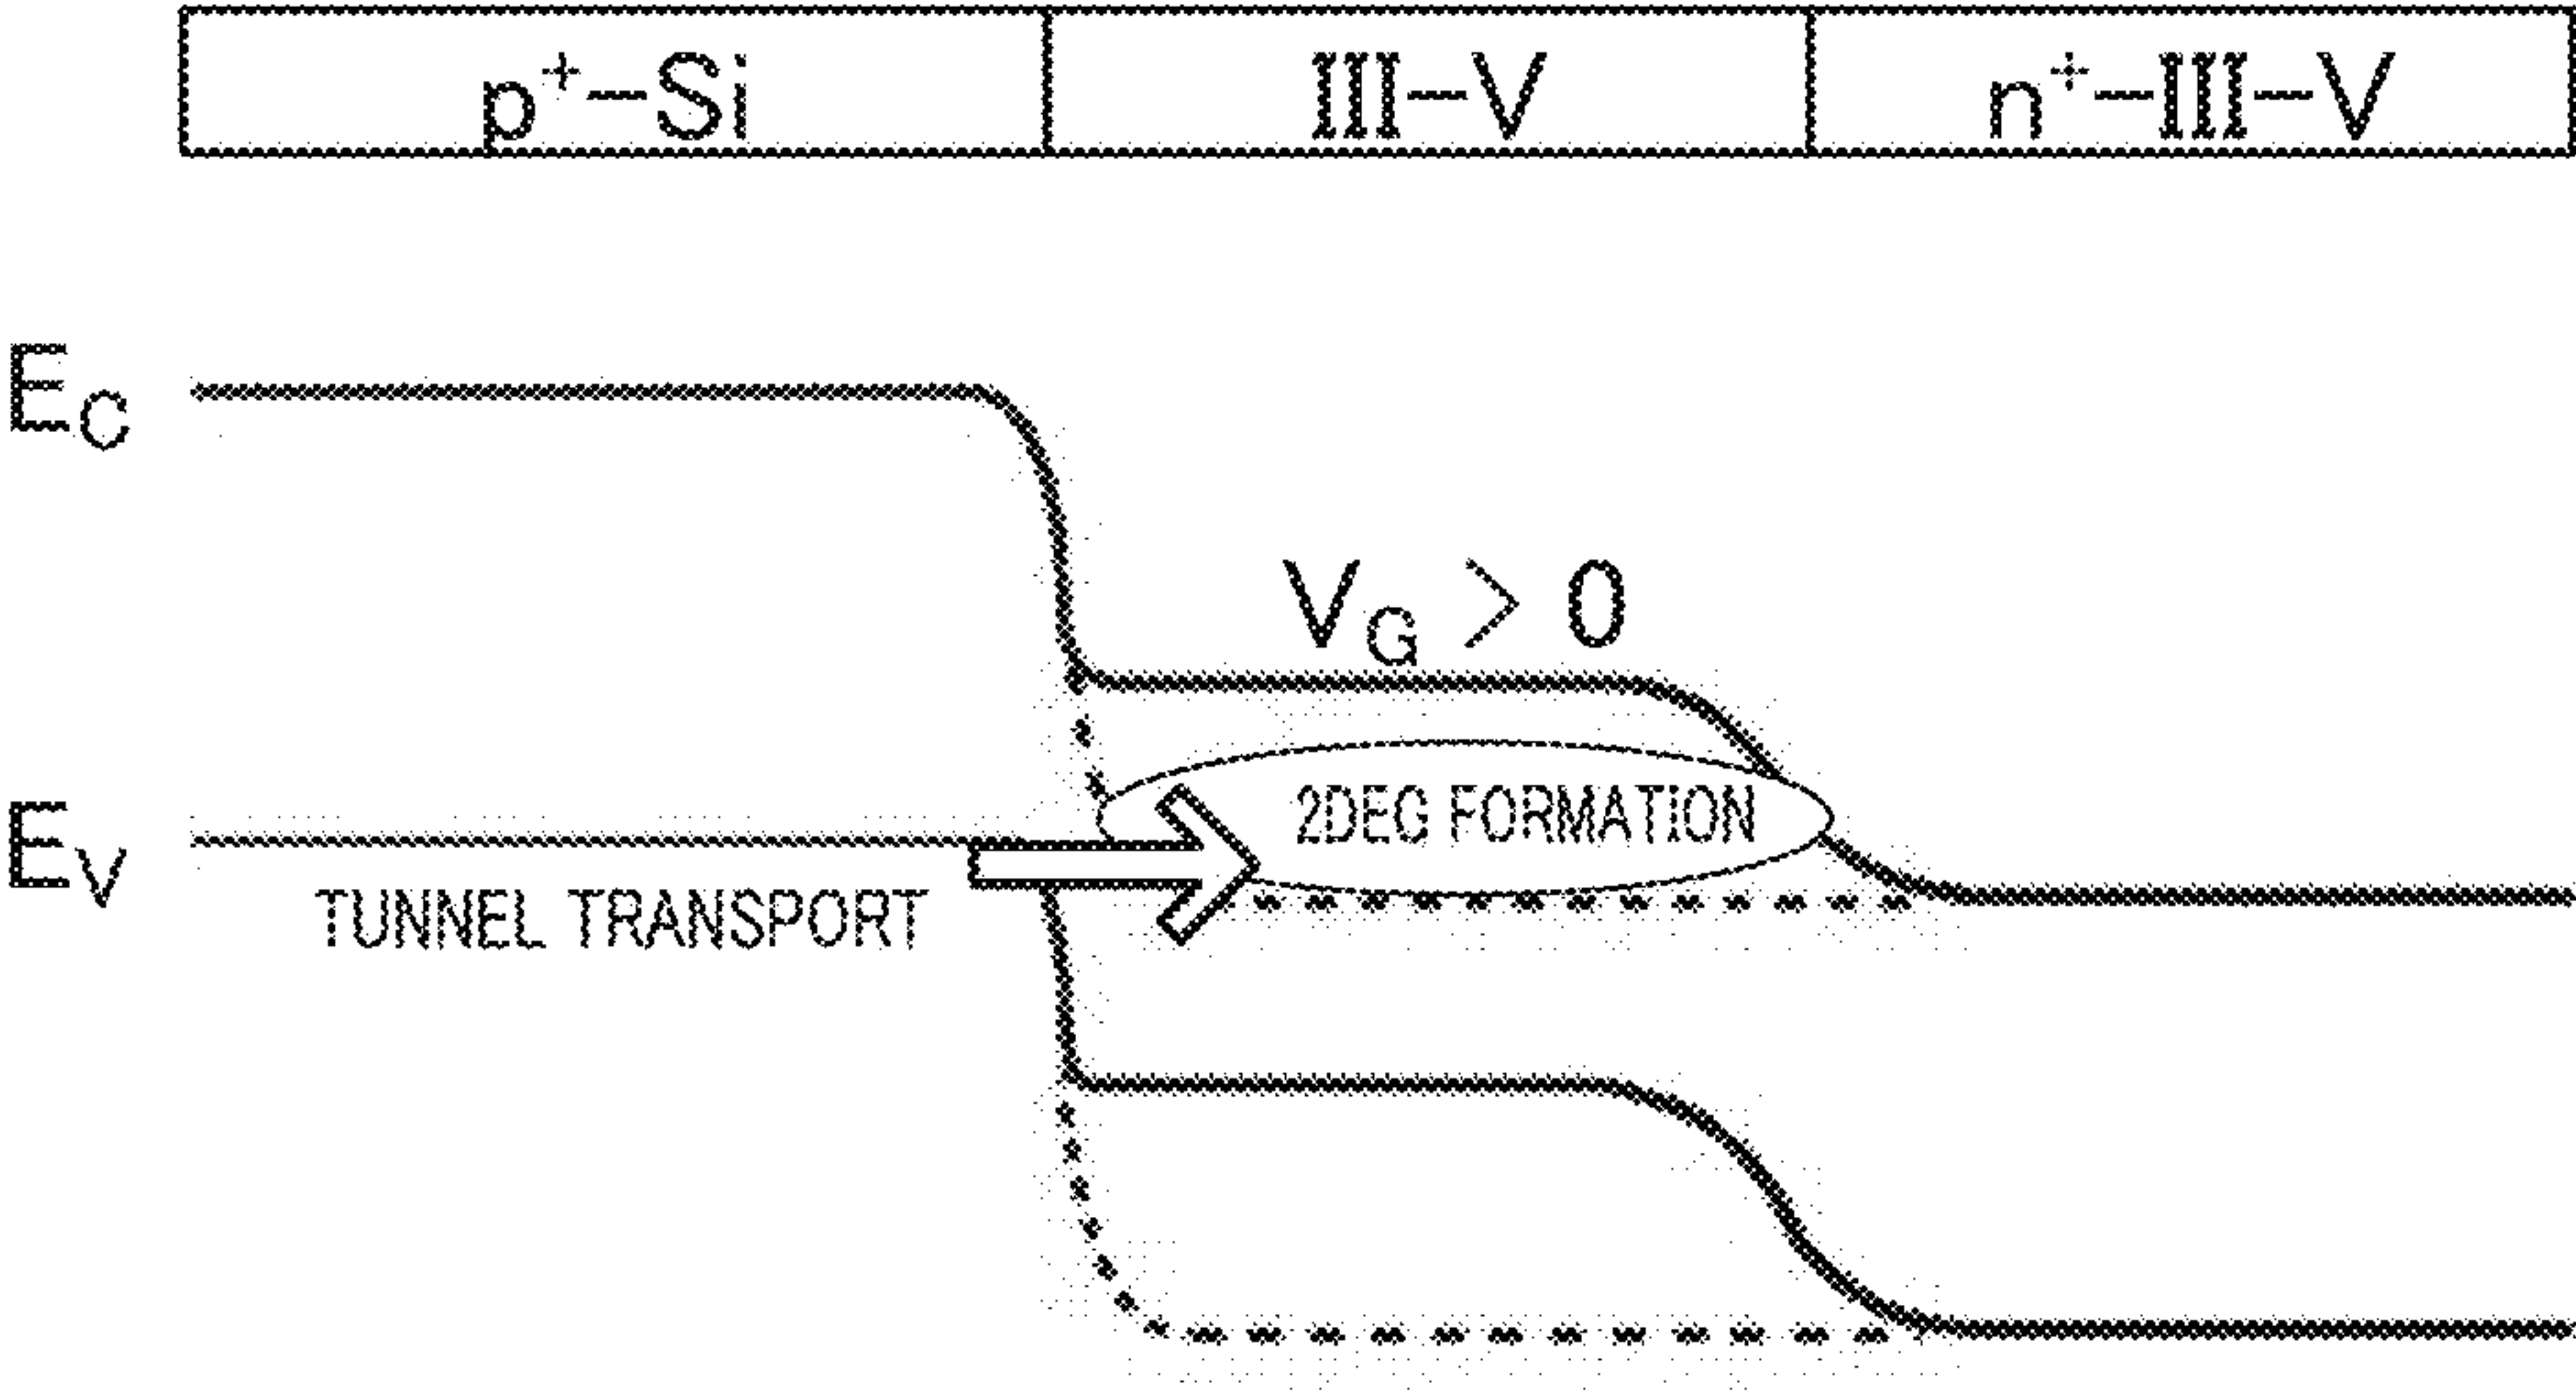 p⁺-Si III-V n⁺-III-V
E_C
V_G > 0
2DEG FORMATION
E_V
TUNNEL TRANSPORT